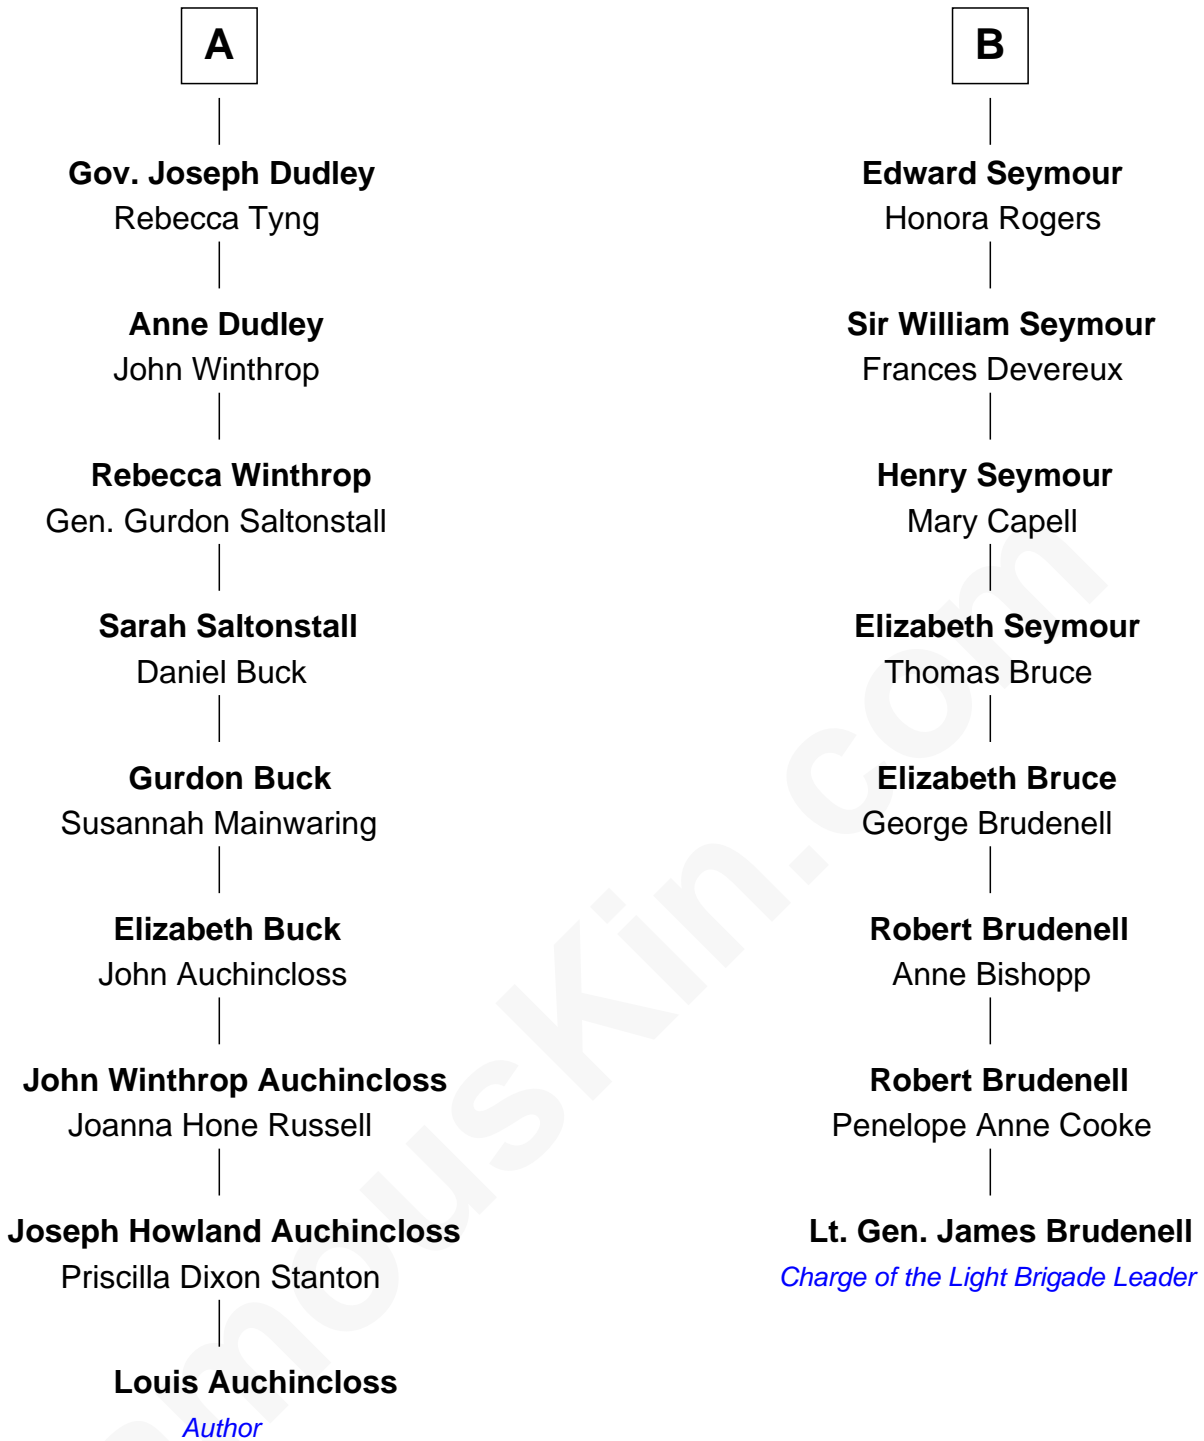 A
Gov. Joseph Dudley
Rebecca Tyng
Anne Dudley
John Winthrop
Rebecca Winthrop
Gen. Gurdon Saltonstall
Sarah Saltonstall
Daniel Buck
Gurdon Buck
Susannah Mainwaring
Elizabeth Buck
John Auchincloss
John Winthrop Auchincloss
Joanna Hone Russell
Joseph Howland Auchincloss
Priscilla Dixon Stanton
Louis Auchincloss
Author
B
Edward Seymour
Honora Rogers
Sir William Seymour
Frances Devereux
Henry Seymour
Mary Capell
Elizabeth Seymour
Thomas Bruce
Elizabeth Bruce
George Brudenell
Robert Brudenell
Anne Bishopp
Robert Brudenell
Penelope Anne Cooke
Lt. Gen. James Brudenell
Charge of the Light Brigade Leader
amousKin.com